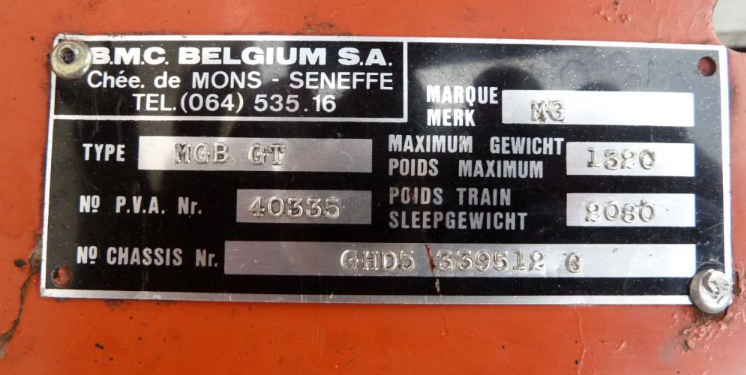 B.M.C. BELGIUM S.A.
Chée. de MONS - SENEFFE
TEL.(064) 535.16
MARQUE
MERK MG
TYPE MGB GT
MAXIMUM GEWICHT
POIDS MAXIMUM 1320
Nº P.V.A. Nr. 40335
POIDS TRAIN
SLEEPGEWICHT 2080
Nº CHASSIS Nr. GHD5 339512 G